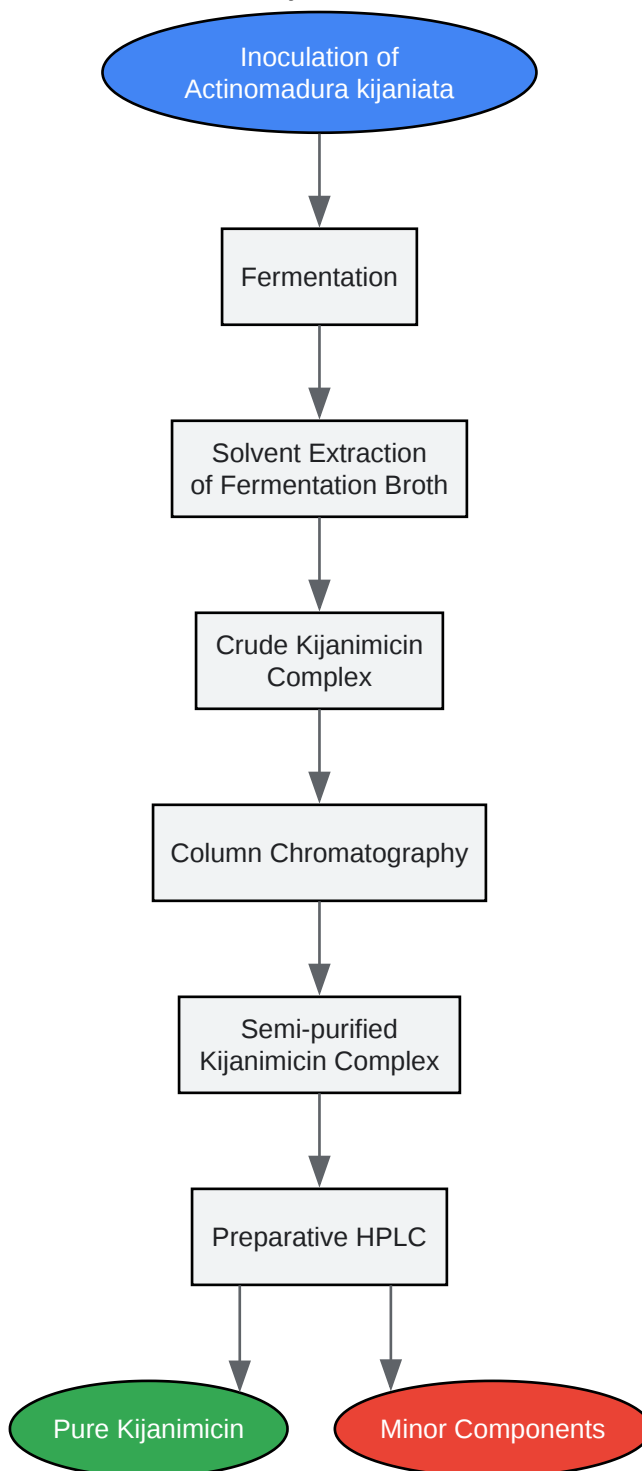 Inoculation of
Actinomadura kijaniata
Fermentation
Solvent Extraction
of Fermentation Broth
Crude Kijanimicin
Complex
Column Chromatography
Semi-purified
Kijanimicin Complex
Preparative HPLC
Pure Kijanimicin
Minor Components